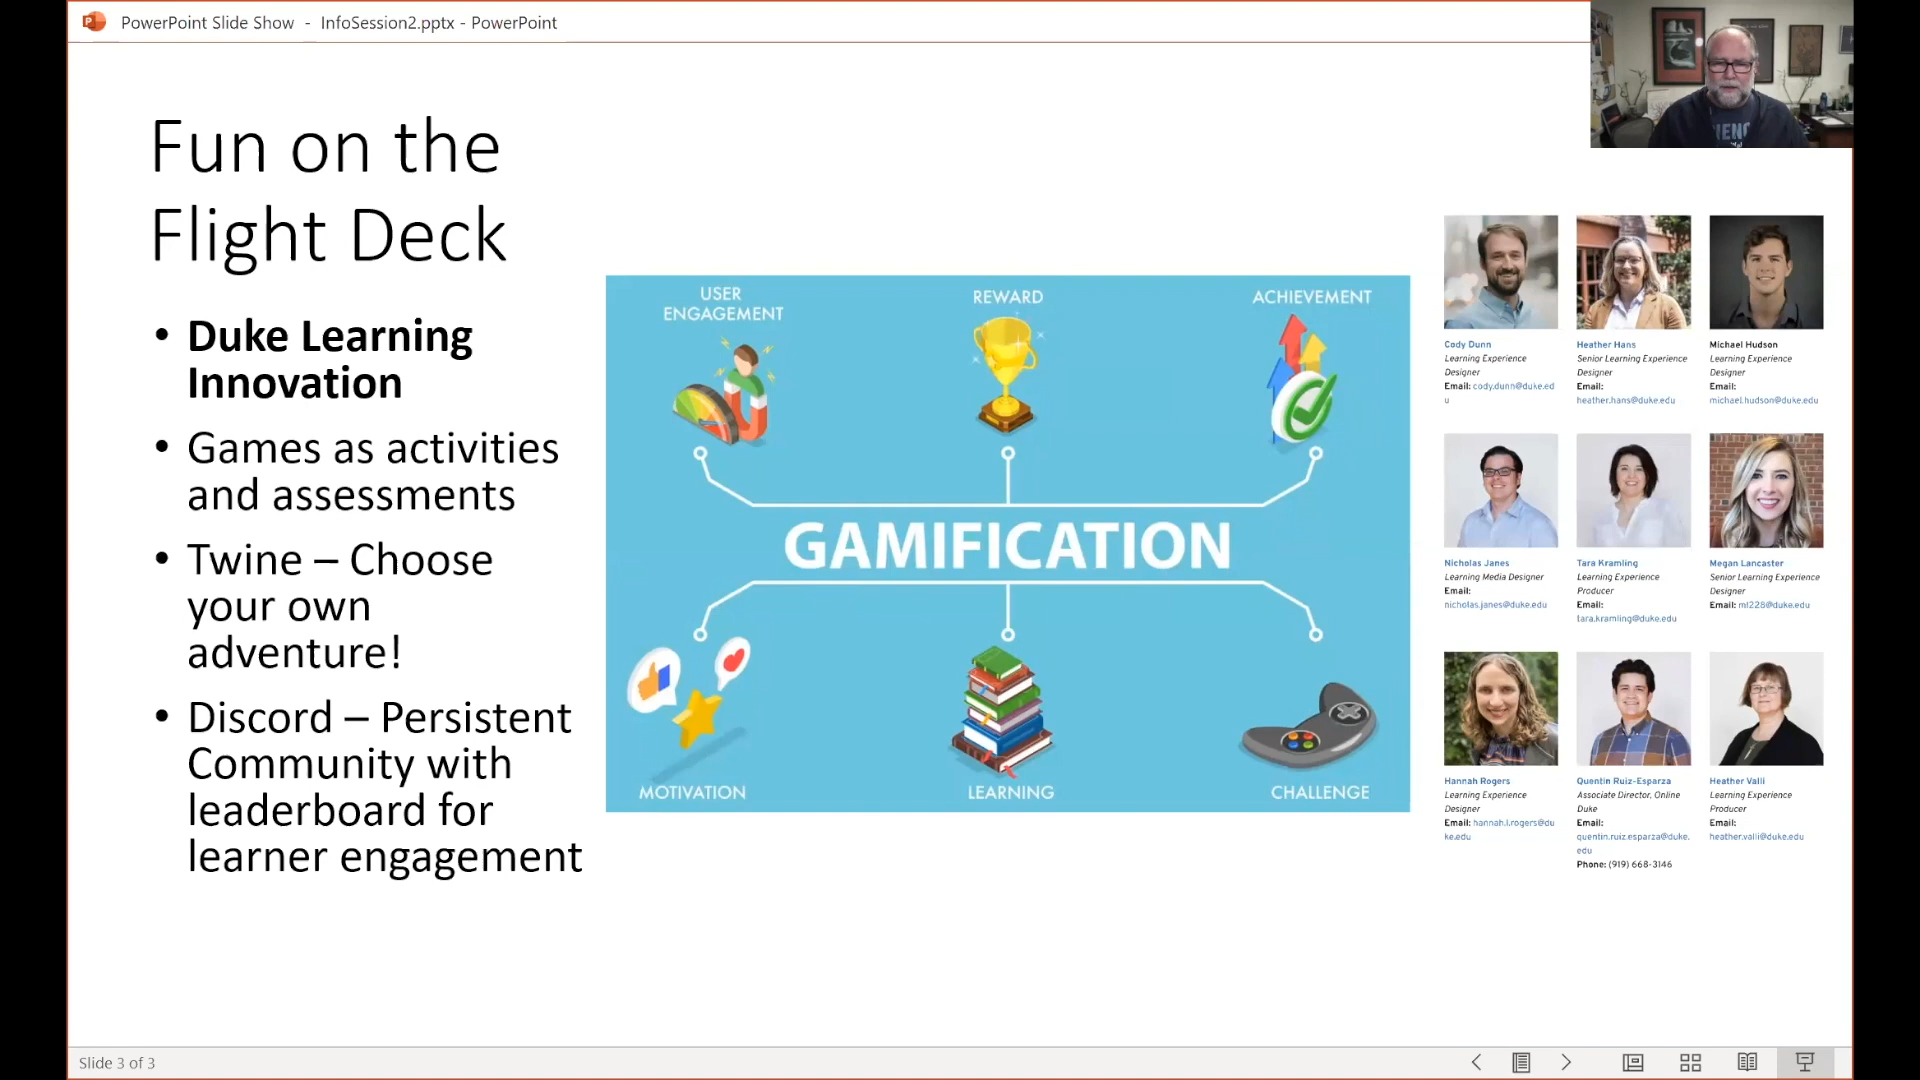 PowerPoint Slide Show - InfoSession2.pptx - PowerPoint
Fun on the
Flight Deck
• Duke Learning
Innovation
• Games as activities
and assessments
• Twine – Choose
your own
adventure!
• Discord – Persistent
Community with
leaderboard for
learner engagement
USER
ENGAGEMENT
REWARD
ACHIEVEMENT
GAMIFICATION
MOTIVATION
LEARNING
CHALLENGE
Cody Dunn
Learning Experience
Designer
Email: cody.dunn@duke.ed
u
Heather Hans
Senior Learning Experience
Designer
Email:
heather.hans@duke.edu
Michael Hudson
Learning Experience
Designer
Email:
michael.hudson@duke.edu
Nicholas Janes
Learning Media Designer
Email:
nicholas.janes@duke.edu
Tara Kramling
Learning Experience
Producer
Email:
tara.kramling@duke.edu
Megan Lancaster
Senior Learning Experience
Designer
Email: ml228@duke.edu
Hannah Rogers
Learning Experience
Designer
Email: hannah.l.rogers@du
ke.edu
Quentin Ruiz-Esparza
Associate Director, Online
Duke
Email:
quentin.ruiz.esparza@duke.
edu
Phone: (919) 668-3146
Heather Valli
Learning Experience
Producer
Email:
heather.valli@duke.edu
Slide 3 of 3